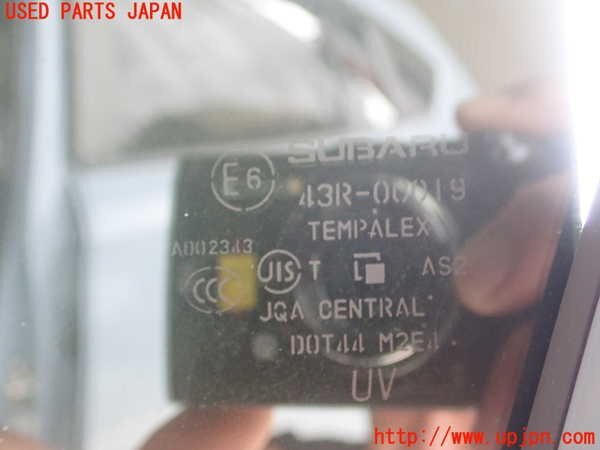 USED PARTS JAPAN
SUBARU
E6
43R-00019
TEMPALEX
A002343
CCC
JIS T
AS2
JQA CENTRAL
DOT44 M2E4
UV
http://www.upjpn.com